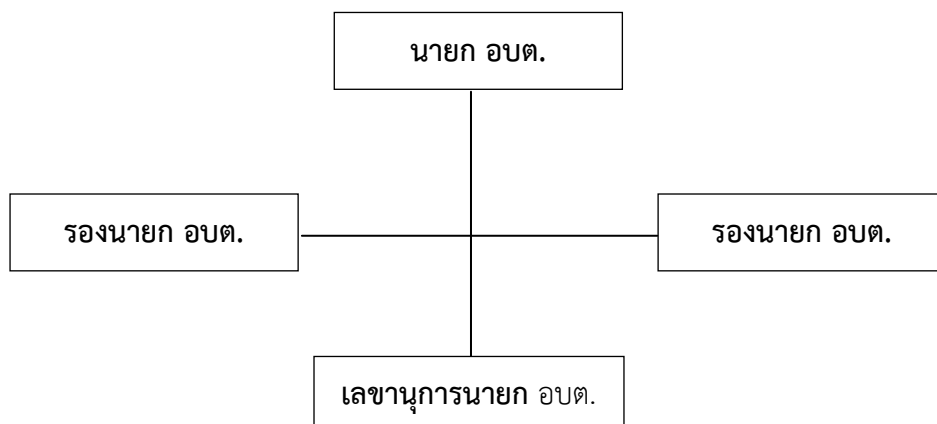 นายก อบต.
รองนายก อบต.
รองนายก อบต.
เลขานุการนายก อบต.